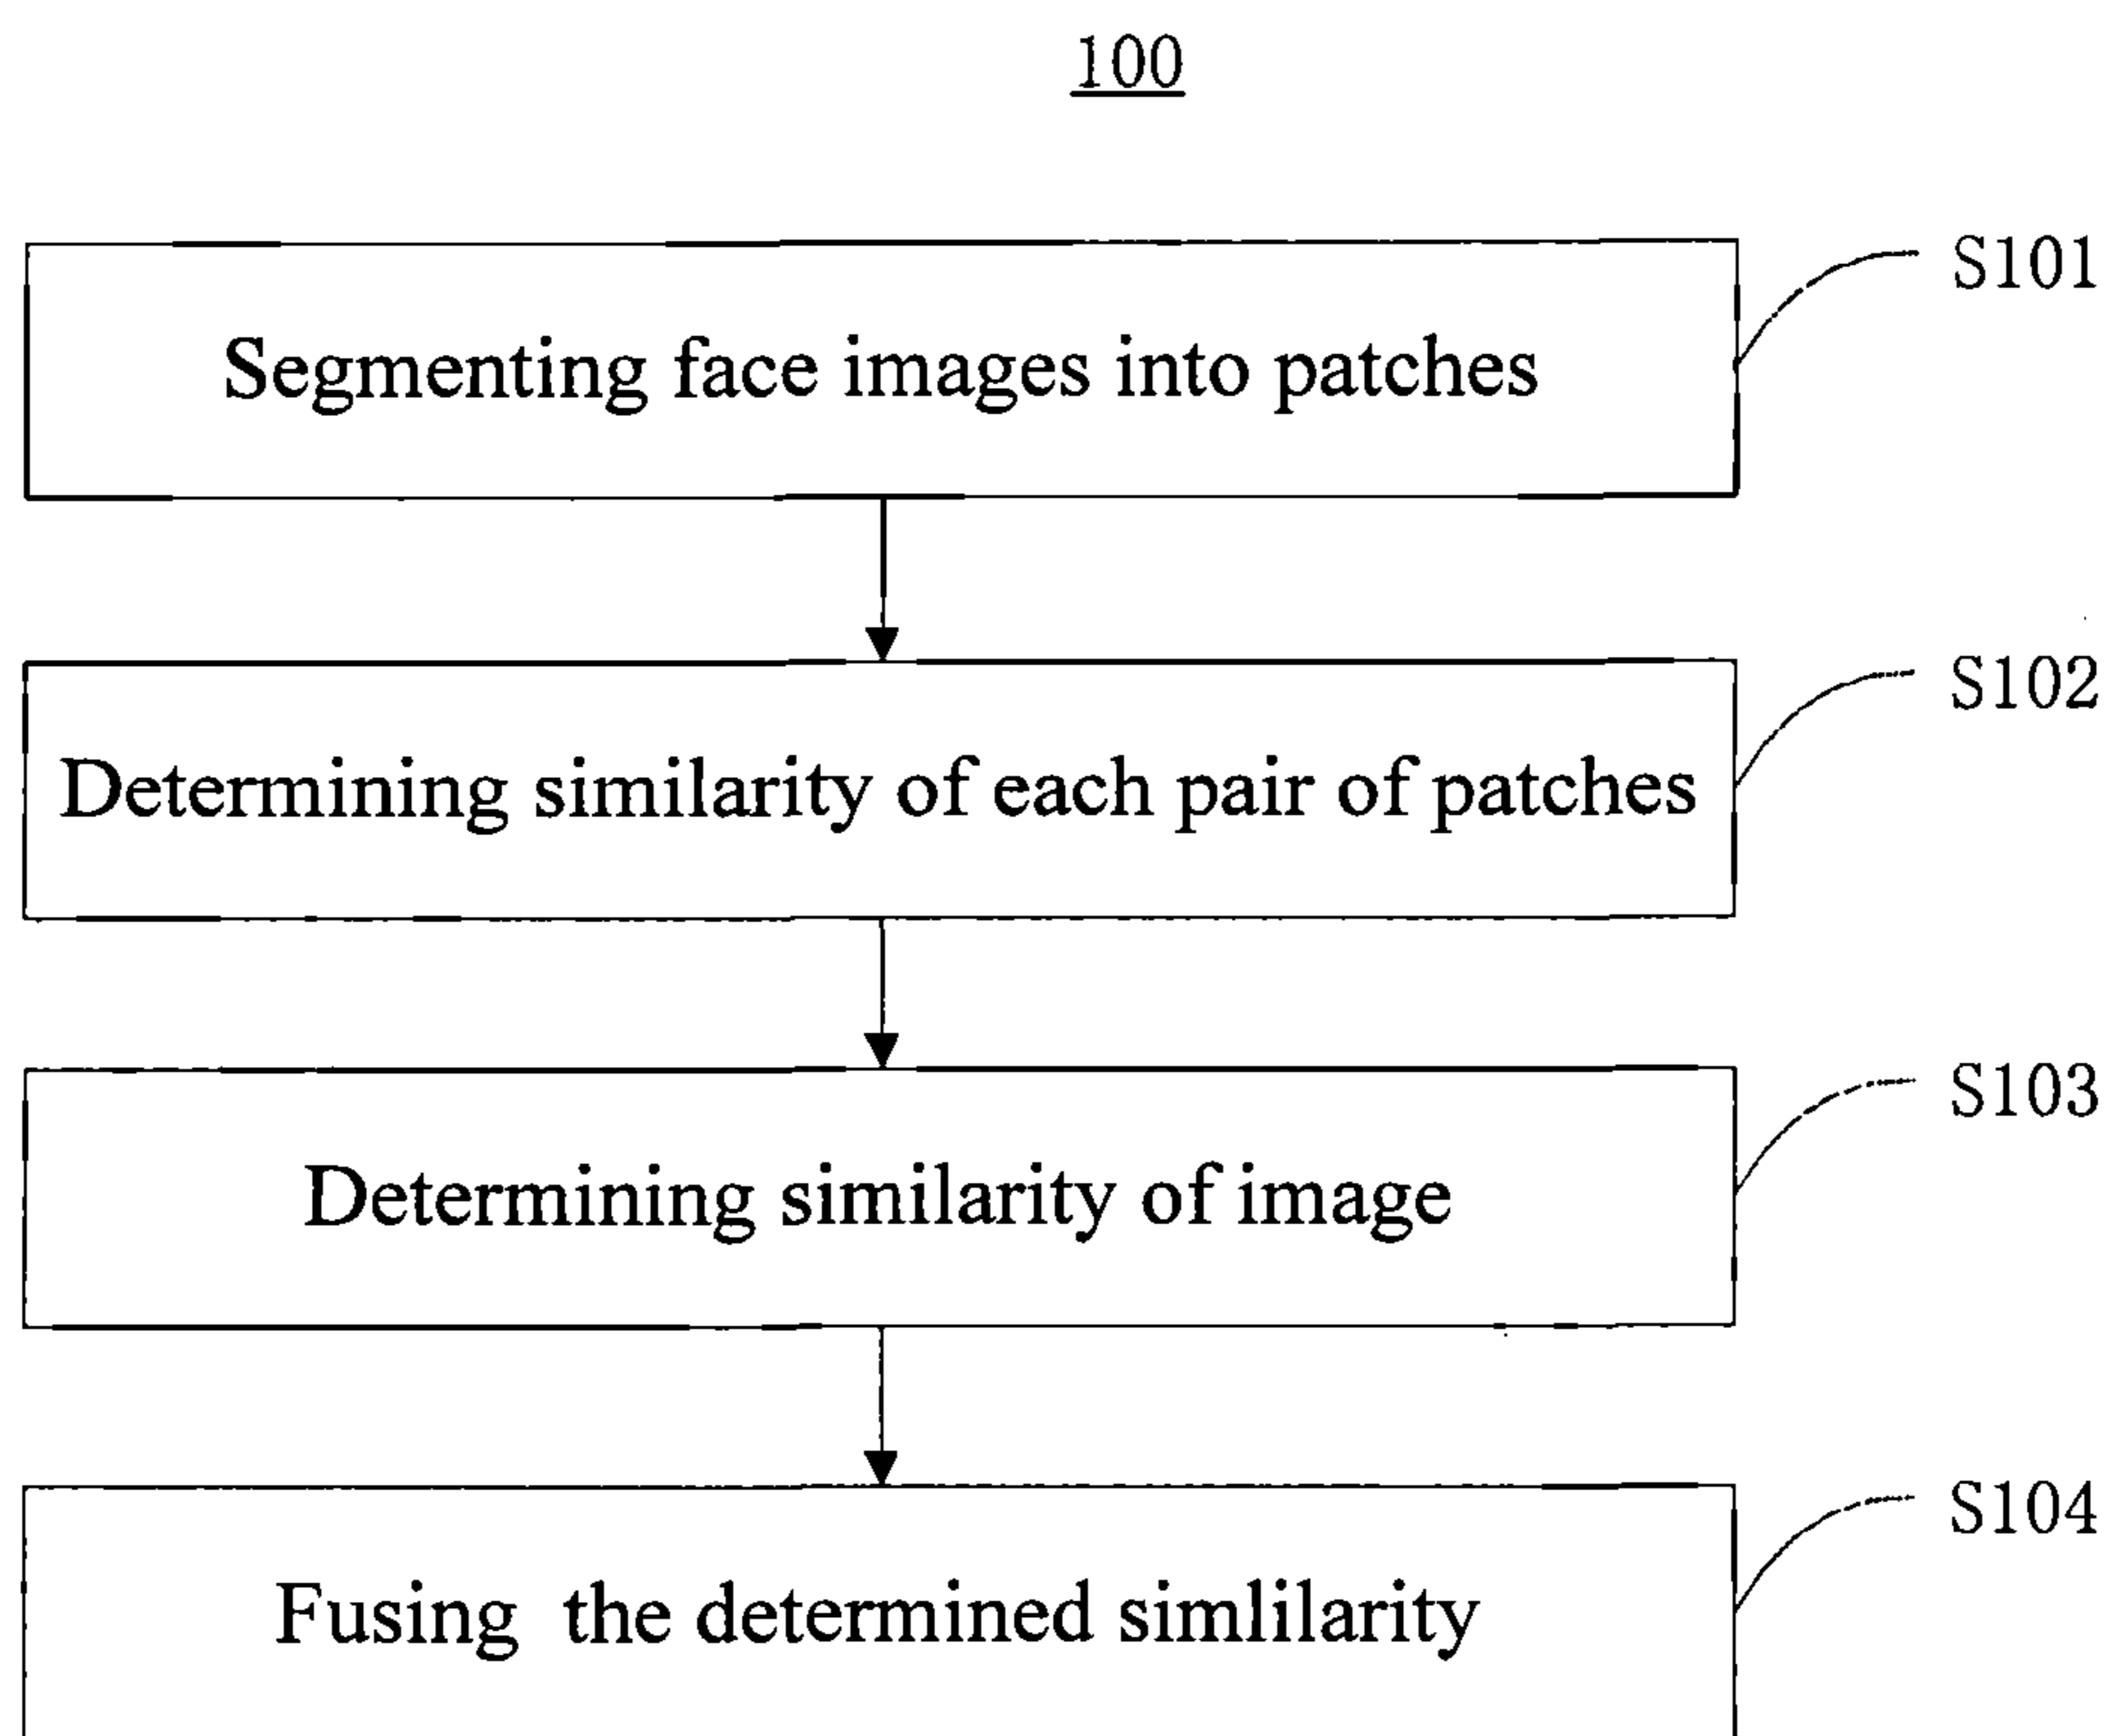 100
S101
Segmenting face images into patches
S102
Determining similarity of each pair of patches
S103
Determining similarity of image
S104
Fusing the determined simlilarity